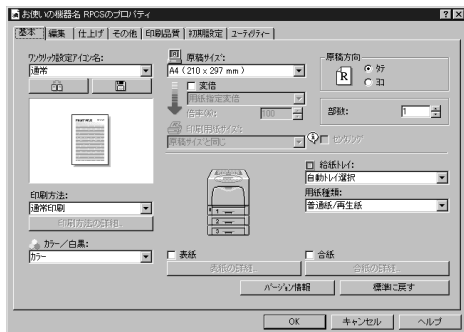 お使いの機器名 RPCSのプロパティ
基本 編集 仕上げ その他 印刷品質 初期設定 ユーティリティー
ワンクリック設定アイコン名:
通常
印刷方法:
通常印刷
印刷方法の詳細...
カラー/白黒:
カラー
原稿サイズ:
A4 (210 x 297 mm)
変倍
用紙指定変倍
倍率(%): 100
印刷用紙サイズ:
原稿サイズと同じ
原稿方向
R
タテ
ヨコ
部数: 1
センタリング
給紙トレイ:
自動トレイ選択
用紙種類:
普通紙/再生紙
1
2
3
表紙
表紙の詳細...
合紙
合紙の詳細...
バージョン情報
標準に戻す
OK
キャンセル
ヘルプ